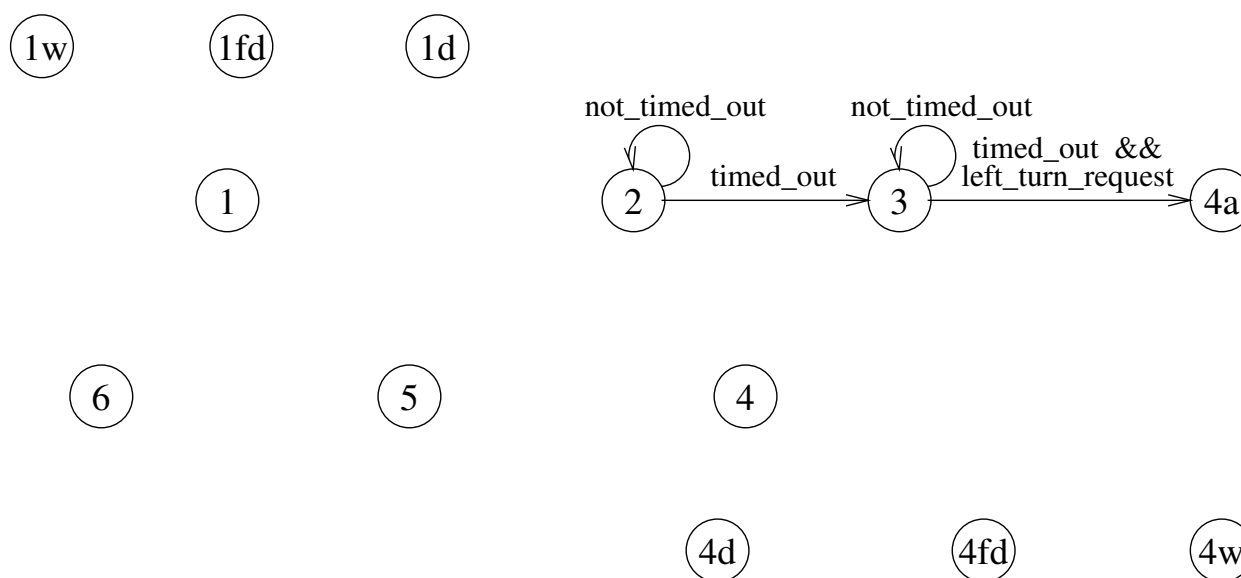 1w 1fd 1d
not_timed_out not_timed_out
timed_out &&
timed_out left_turn_request
1 2 3 4a
6 5 4
4d 4fd 4w